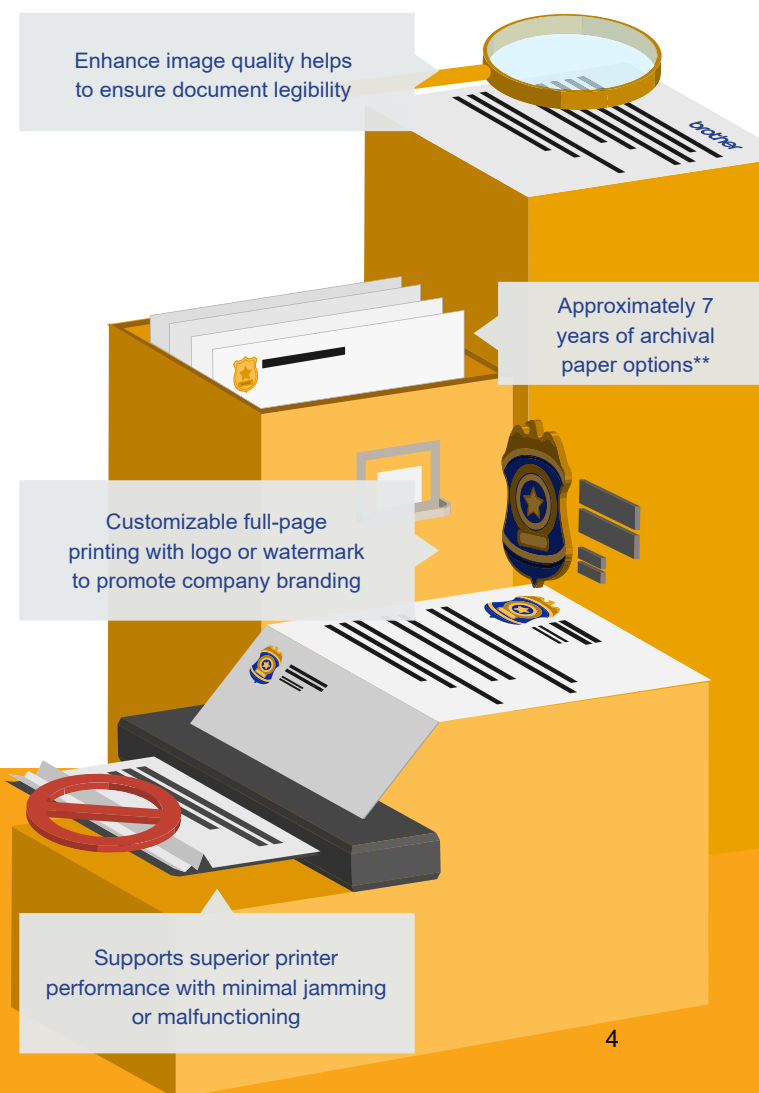 Enhance image quality helps
to ensure document legibility
brother
Approximately 7
years of archival
paper options**
Customizable full-page
printing with logo or watermark
to promote company branding
Supports superior printer
performance with minimal jamming
or malfunctioning
4